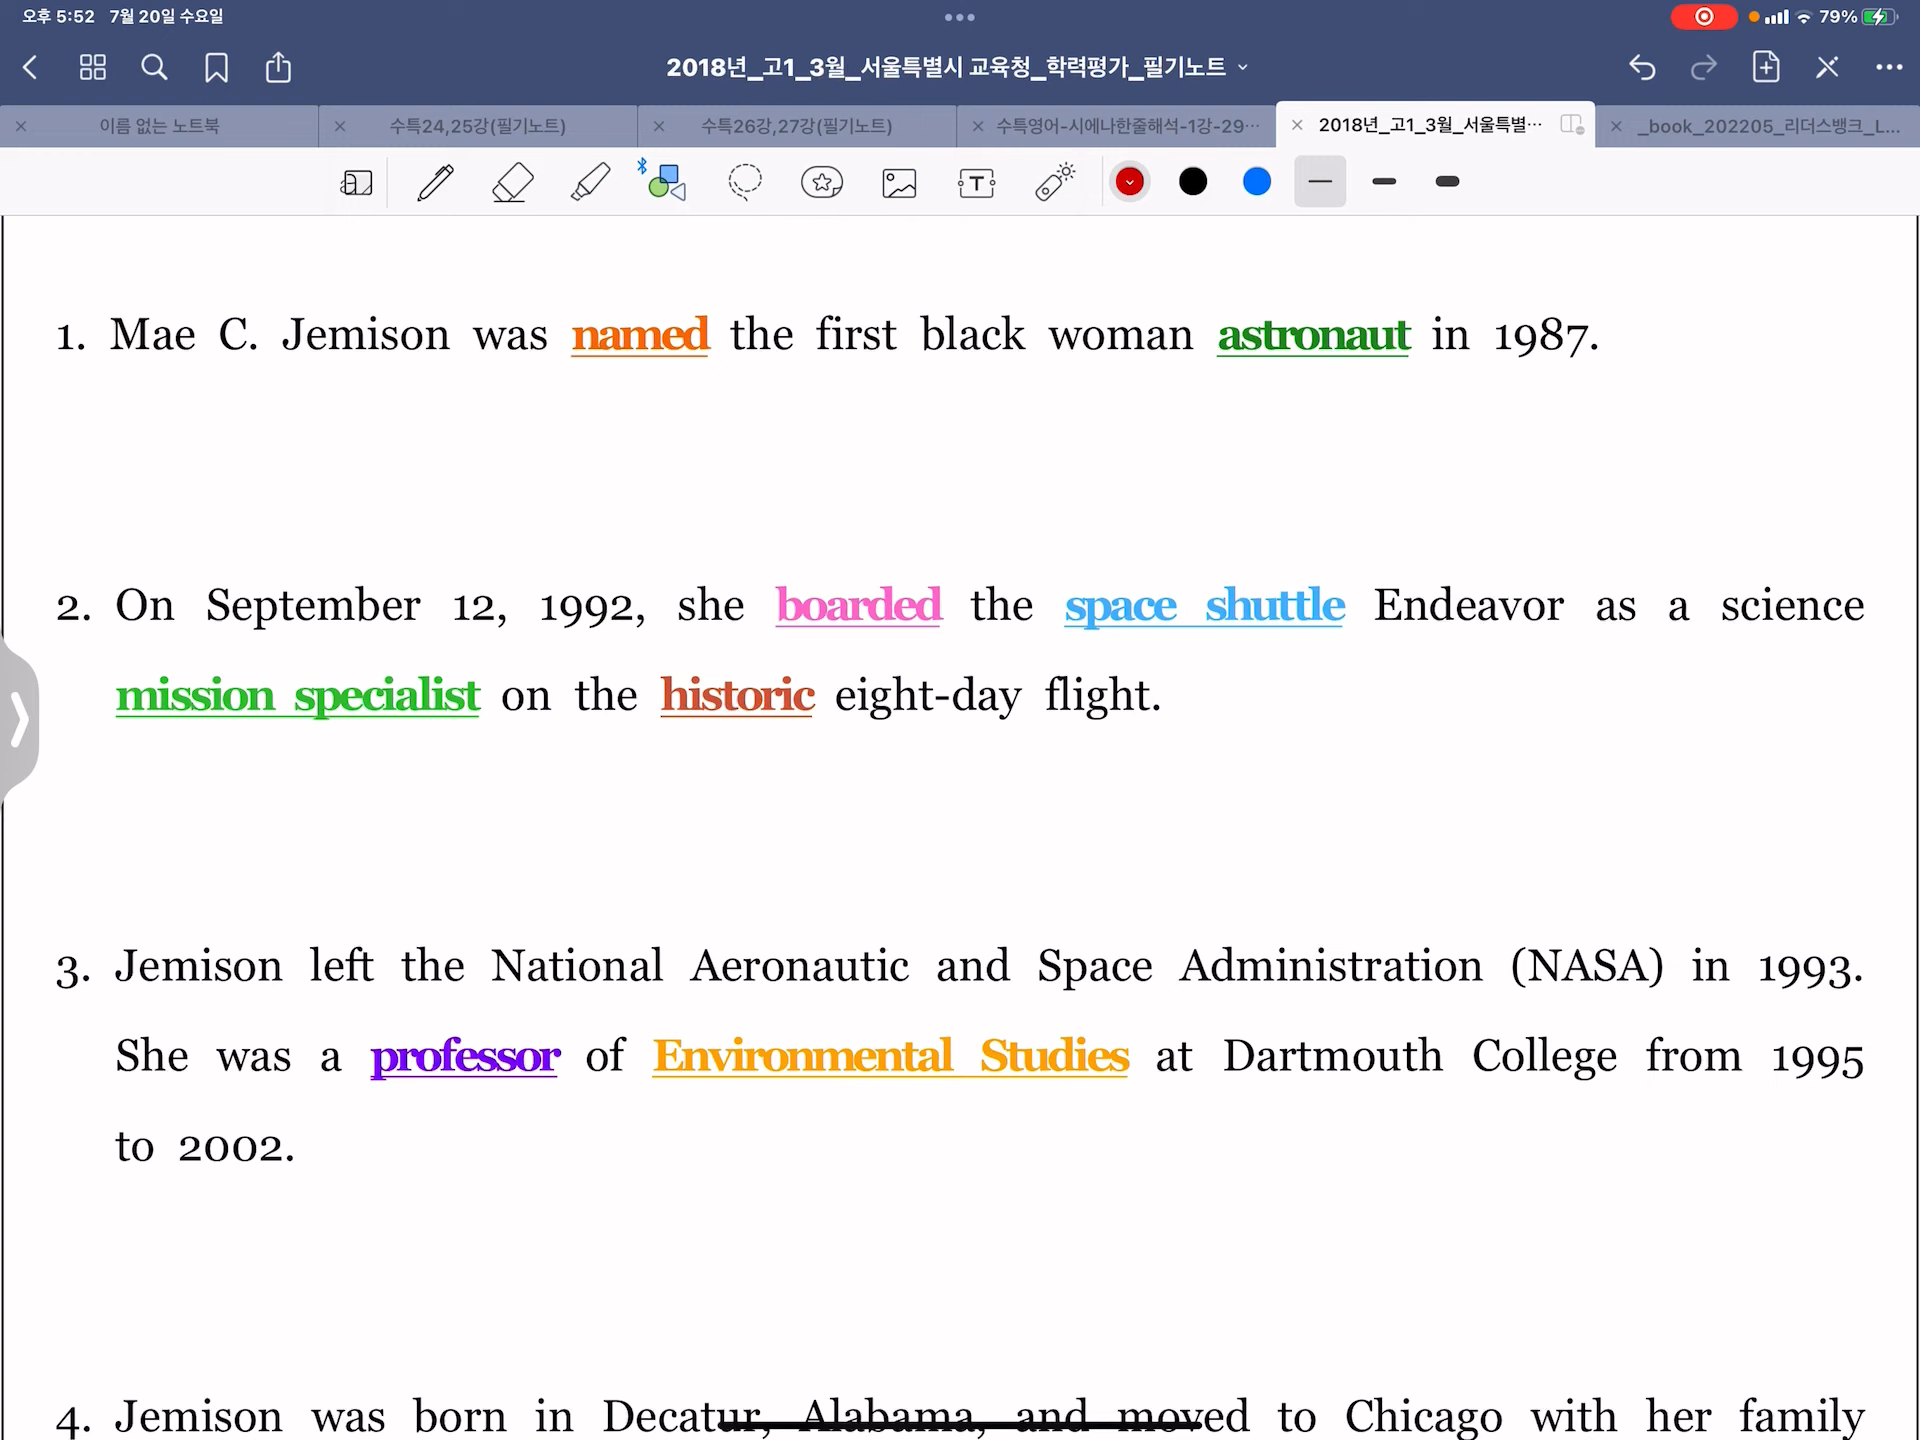 오후 5:52 7월 20일 수요일
79%
2018년_고1_3월_서울특별시 교육청_학력평가_필기노트
이름 없는 노트북
수특24,25강(필기노트)
수특26강,27강(필기노트)
수특영어-시에나한줄해석-1강-29…
2018년_고1_3월_서울특별…
_book_202205_리더스뱅크_L...
1. Mae C. Jemison was named the first black woman astronaut in 1987.
2. On September 12, 1992, she boarded the space shuttle Endeavor as a science
mission specialist on the historic eight-day flight.
3. Jemison left the National Aeronautic and Space Administration (NASA) in 1993.
She was a professor of Environmental Studies at Dartmouth College from 1995
to 2002.
4. Jemison was born in Decatur, Alabama, and moved to Chicago with her family